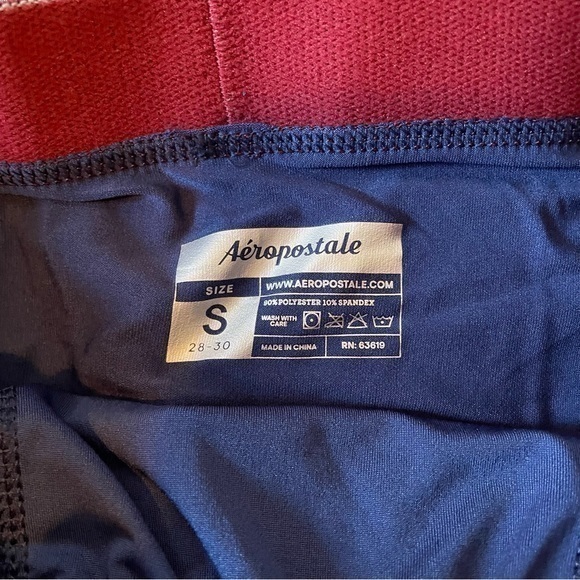 Aéropostale
SIZE
S
28-30
WWW.AEROPOSTALE.COM
90%POLYESTER 10% SPANDEX
WASH WITH
CARE
MADE IN CHINA
RN: 63619